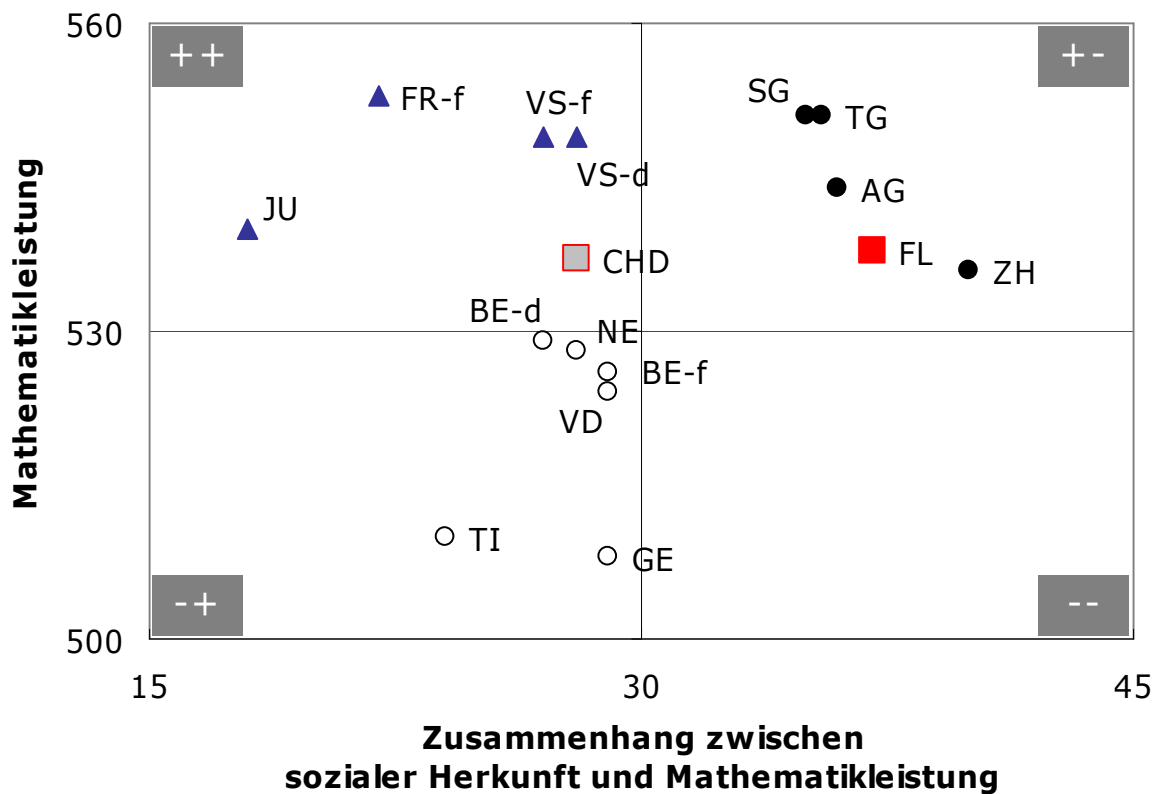 560
++
+-
FR-f
VS-f
SG
TG
VS-d
AG
JU
CHD
FL
ZH
BE-d
NE
530
BE-f
VD
TI
GE
-+
--
500
15
30
45
Mathematikleistung
Zusammenhang zwischen
sozialer Herkunft und Mathematikleistung